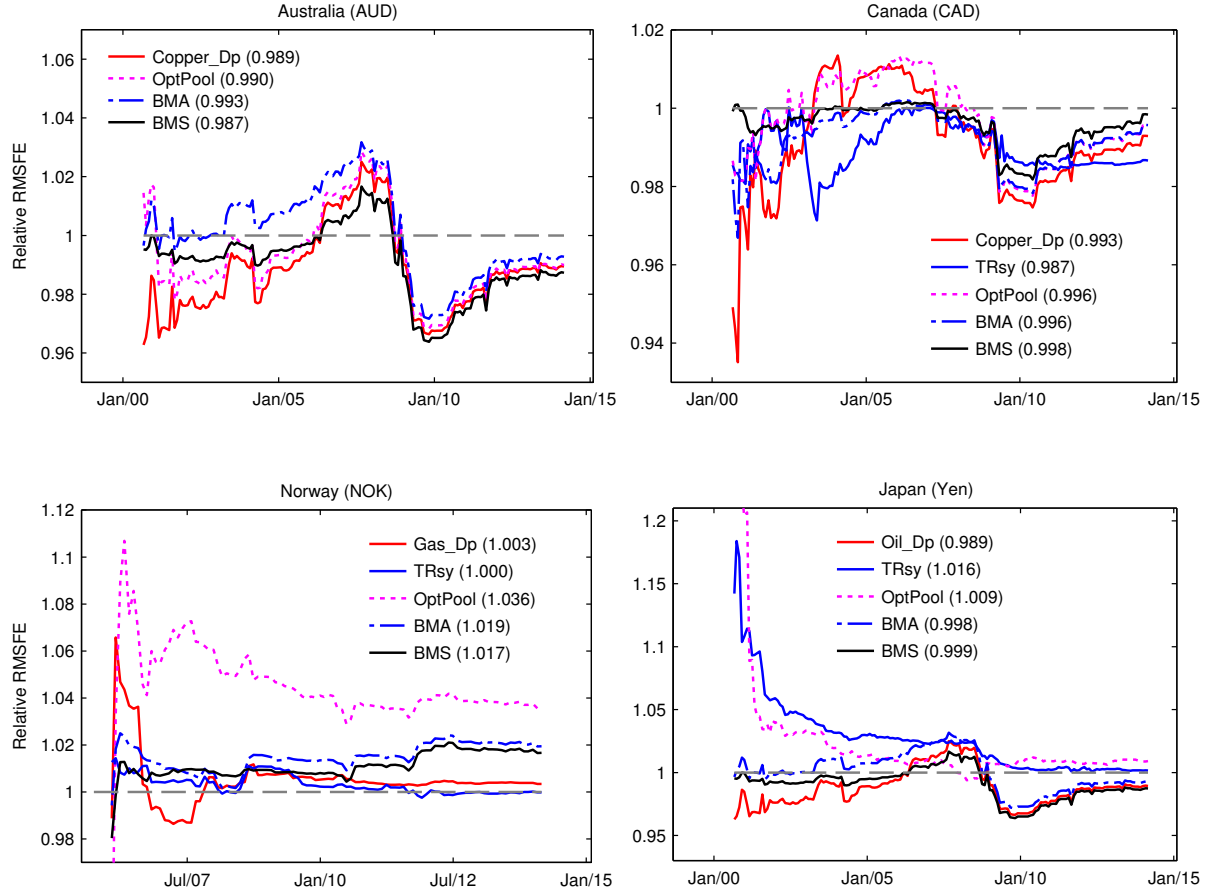 Australia (AUD)
Relative RMSFE
1.06
1.04
1.02
1
0.98
0.96
Copper_Dp (0.989)
OptPool (0.990)
BMA (0.993)
BMS (0.987)
Jan/00
Jan/05
Jan/10
Jan/15
Canada (CAD)
1.02
1
0.98
0.96
0.94
Copper_Dp (0.993)
TRsy (0.987)
OptPool (0.996)
BMA (0.996)
BMS (0.998)
Jan/00
Jan/05
Jan/10
Jan/15
Norway (NOK)
Relative RMSFE
1.12
1.1
1.08
1.06
1.04
1.02
1
0.98
Gas_Dp (1.003)
TRsy (1.000)
OptPool (1.036)
BMA (1.019)
BMS (1.017)
Jul/07
Jan/10
Jul/12
Jan/15
Japan (Yen)
1.2
1.15
1.1
1.05
1
0.95
Oil_Dp (0.989)
TRsy (1.016)
OptPool (1.009)
BMA (0.998)
BMS (0.999)
Jan/00
Jan/05
Jan/10
Jan/15